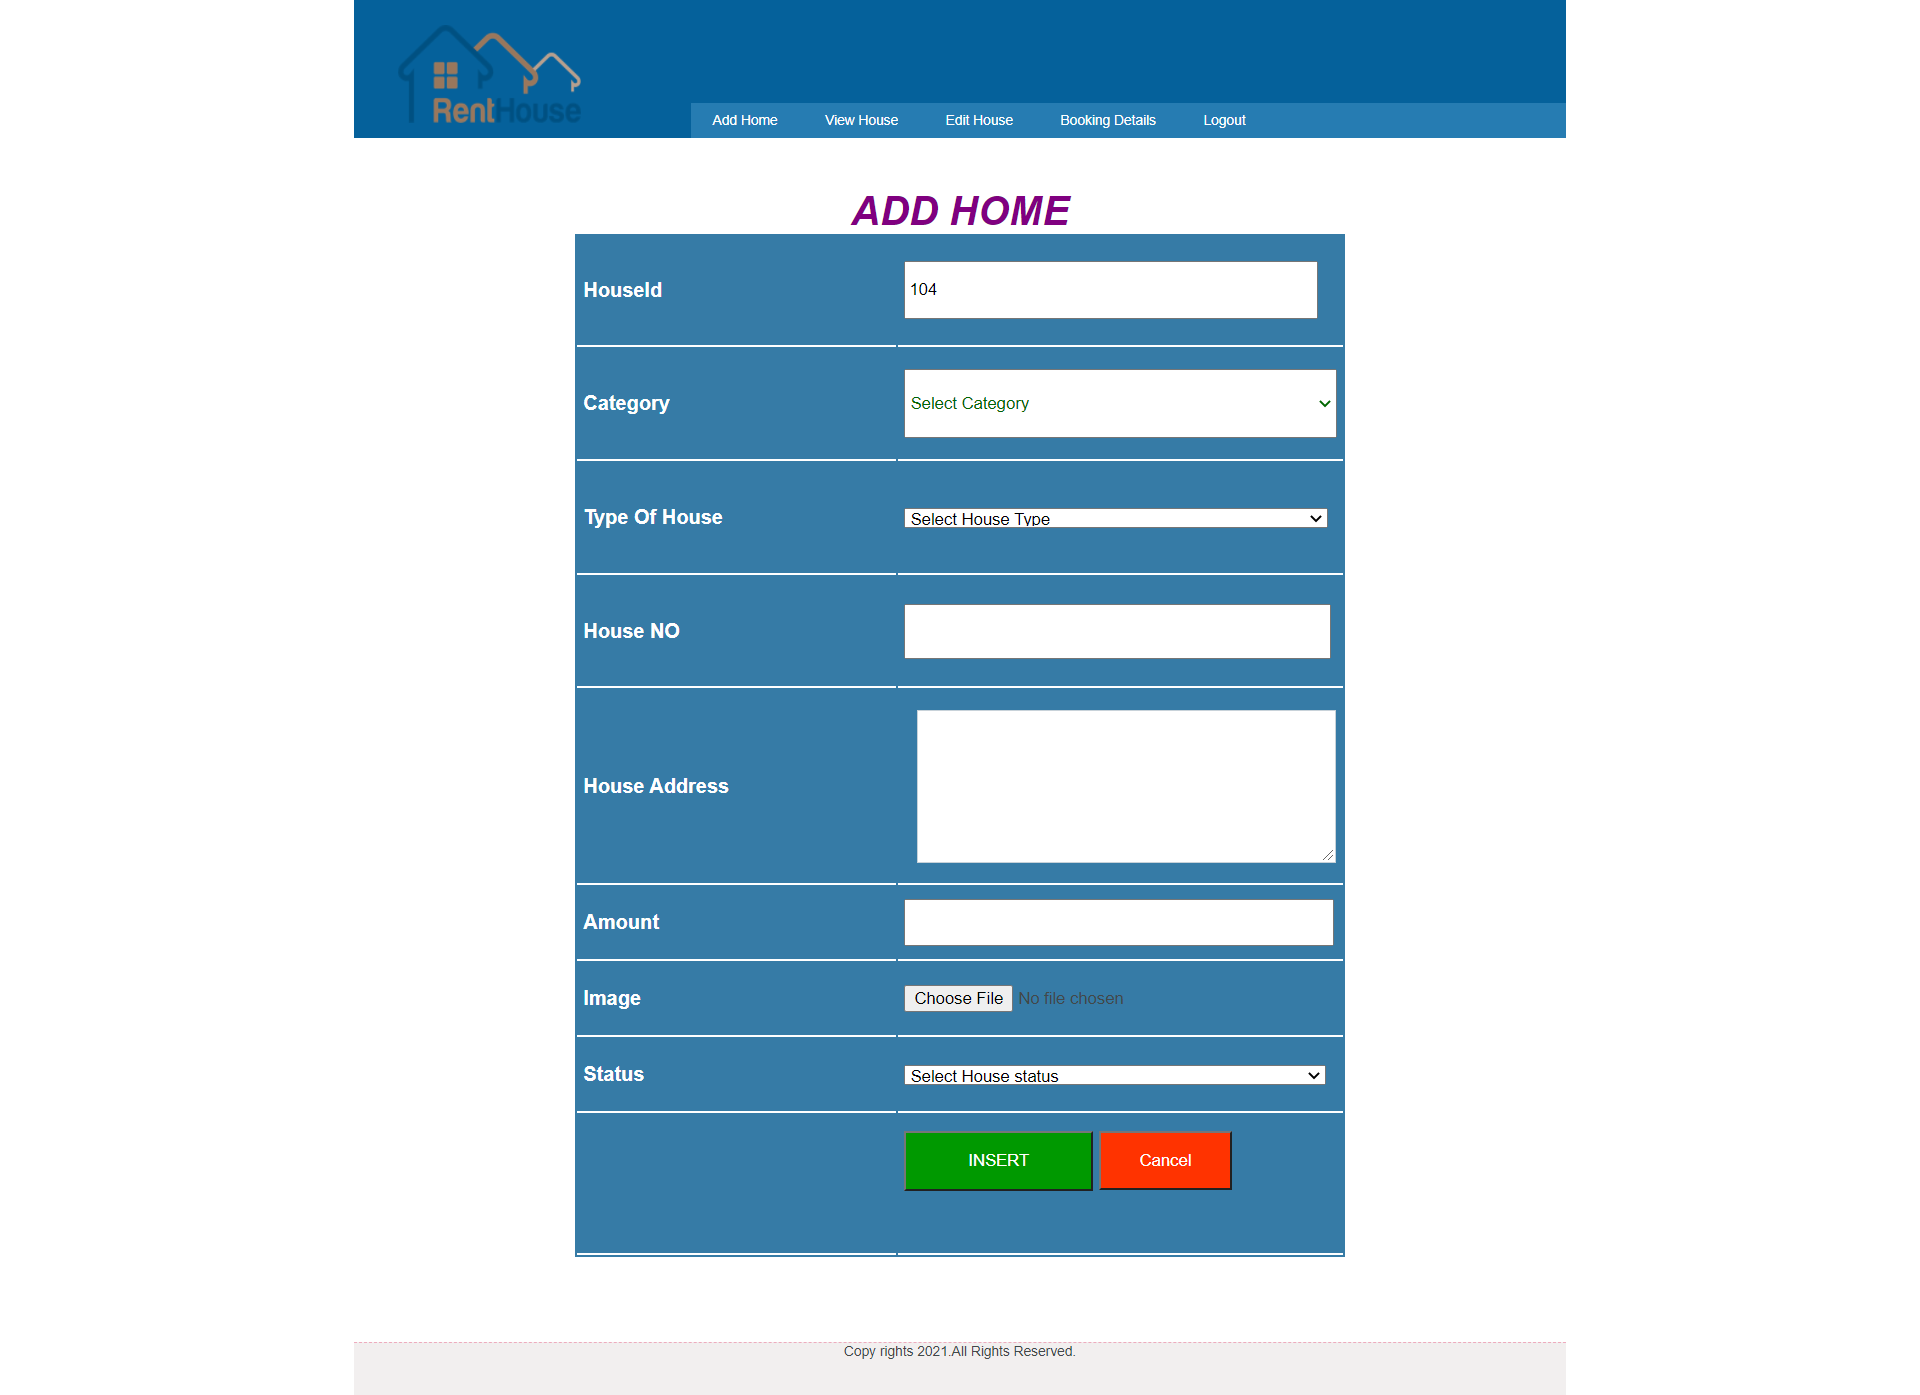 RentHouse
Add Home View House Edit House Booking Details Logout
ADD HOME
HouseId 104
Category Select Category
Type Of House Select House Type
House NO
House Address
Amount
Image Choose File No file chosen
Status Select House status
INSERT Cancel
Copy rights 2021.All Rights Reserved.